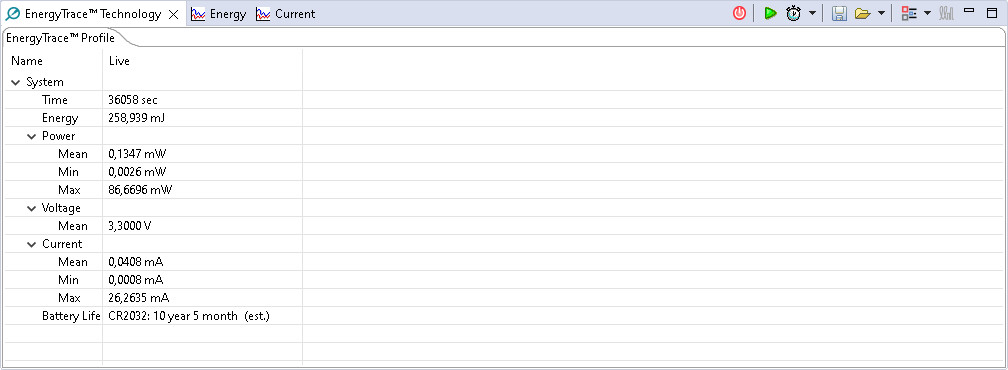 EnergyTrace™ Technology Energy Current
EnergyTrace™ Profile
Name Live
System
Time 36058 sec
Energy 258,939 mJ
Power
Mean 0,1347 mW
Min 0,0026 mW
Max 86,6696 mW
Voltage
Mean 3,3000 V
Current
Mean 0,0408 mA
Min 0,0008 mA
Max 26,2635 mA
Battery Life CR2032: 10 year 5 month (est.)